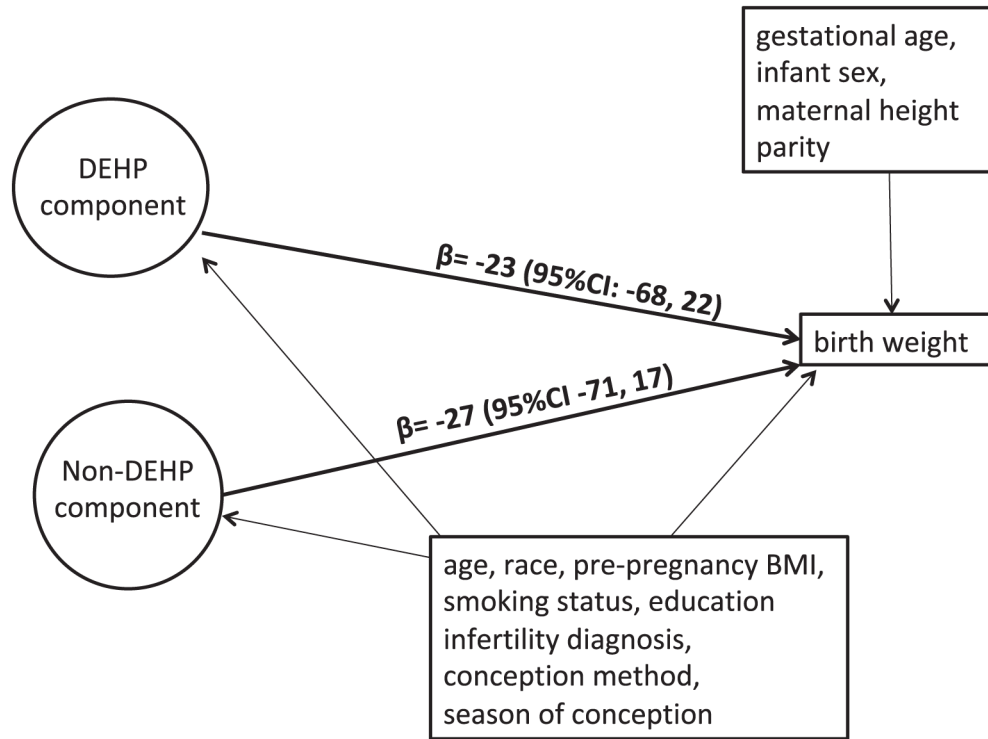 gestational age,
infant sex,
maternal height
parity
DEHP
component
β= -23 (95%CI: -68, 22)
birth weight
β= -27 (95%CI -71, 17)
Non-DEHP
component
age, race, pre-pregnancy BMI,
smoking status, education
infertility diagnosis,
conception method,
season of conception